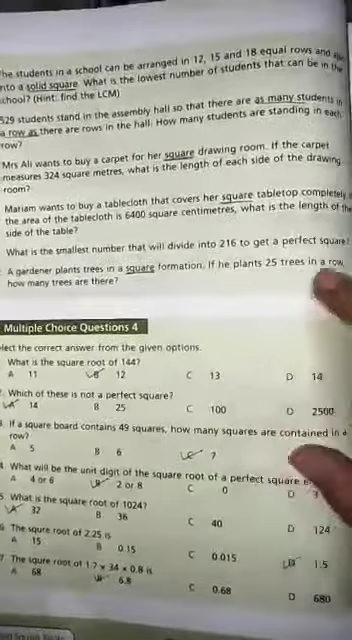 The students in a school can be arranged in 12, 15 and 18 equal rows and also
into a solid square. What is the lowest number of students that can be in the
school? (Hint: find the LCM)
529 students stand in the assembly hall so that there are as many students in
a row as there are rows in the hall. How many students are standing in each
row?
Mrs Ali wants to buy a carpet for her square drawing room. If the carpet
measures 324 square metres, what is the length of each side of the drawing
room?
Mariam wants to buy a tablecloth that covers her square tabletop completely
the area of the tablecloth is 6400 square centimetres, what is the length of the
side of the table?
What is the smallest number that will divide into 216 to get a perfect square?
A gardener plants trees in a square formation. If he plants 25 trees in a row,
how many trees are there?
Multiple Choice Questions 4
lect the correct answer from the given options.
What is the square root of 144?
A 11 B 12 C 13 D 14
Which of these is not a perfect square?
A 14 B 25 C 100 D 2500
3. If a square board contains 49 squares, how many squares are contained in a
row?
A 5 B 6 C 7
4 What will be the unit digit of the square root of a perfect square
A 4 or 6 B 2 or 8 C 0 D
5. What is the square root of 1024?
A 32 B 36 C 40 D 124
6 The squre root of 2.25 is
A 15 B 0.15 C 0.015 D 1.5
7 The squre root of 1.7 × 34 × 0.8 is
A 68 B 6.8 C 0.68 D 680